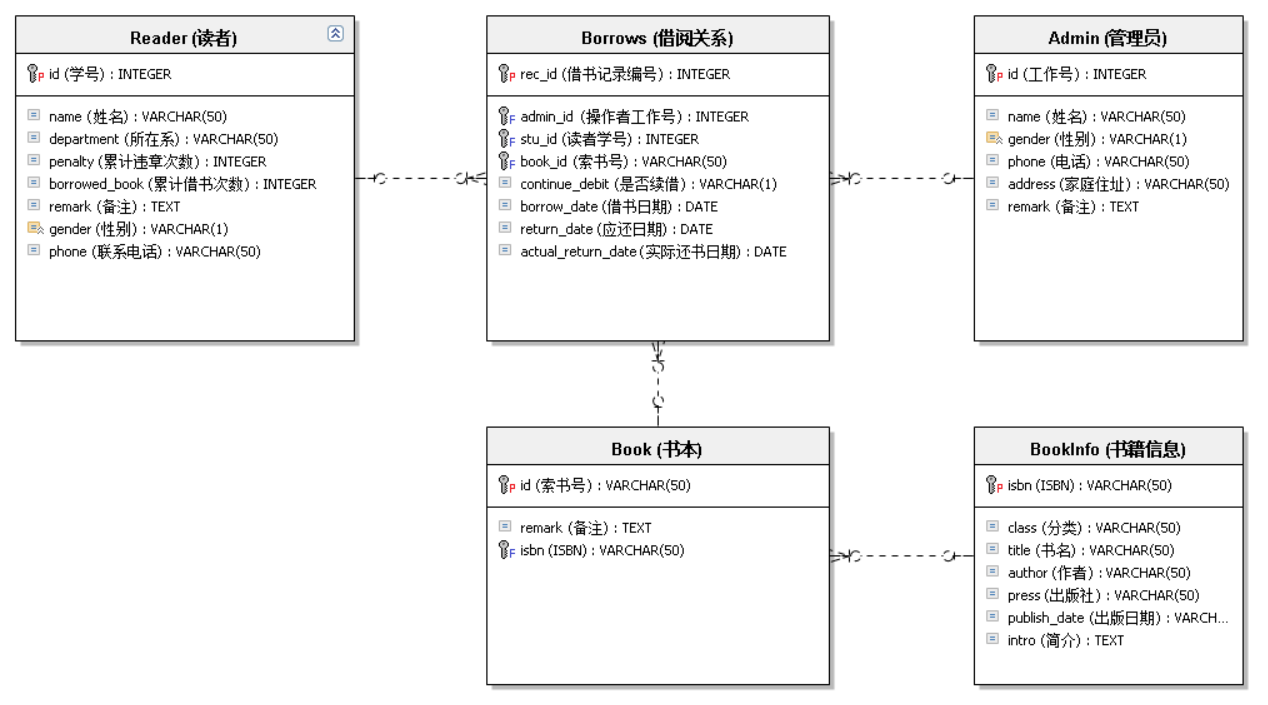 Reader (读者)
id (学号) : INTEGER
name (姓名) : VARCHAR(50)
department (所在系) : VARCHAR(50)
penalty (累计违章次数) : INTEGER
borrowed_book (累计借书次数) : INTEGER
remark (备注) : TEXT
gender (性别) : VARCHAR(1)
phone (联系电话) : VARCHAR(50)
Borrows (借阅关系)
rec_id (借书记录编号) : INTEGER
admin_id (操作者工作号) : INTEGER
stu_id (读者学号) : INTEGER
book_id (索书号) : VARCHAR(50)
continue_debit (是否续借) : VARCHAR(1)
borrow_date (借书日期) : DATE
return_date (应还日期) : DATE
actual_return_date (实际还书日期) : DATE
Admin (管理员)
id (工作号) : INTEGER
name (姓名) : VARCHAR(50)
gender (性别) : VARCHAR(1)
phone (电话) : VARCHAR(50)
address (家庭住址) : VARCHAR(50)
remark (备注) : TEXT
Book (书本)
id (索书号) : VARCHAR(50)
remark (备注) : TEXT
isbn (ISBN) : VARCHAR(50)
BookInfo (书籍信息)
isbn (ISBN) : VARCHAR(50)
class (分类) : VARCHAR(50)
title (书名) : VARCHAR(50)
author (作者) : VARCHAR(50)
press (出版社) : VARCHAR(50)
publish_date (出版日期) : VARCH...
intro (简介) : TEXT